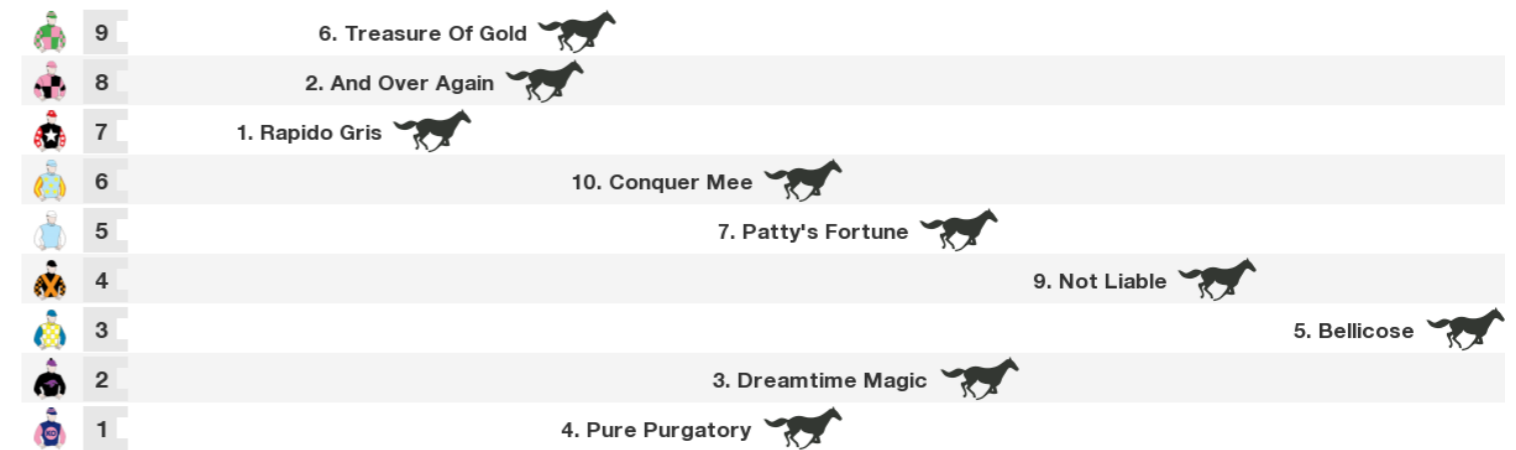 9 6. Treasure Of Gold
8 2. And Over Again
7 1. Rapido Gris
6 10. Conquer Mee
5 7. Patty's Fortune
4 9. Not Liable
3 5. Bellicose
2 3. Dreamtime Magic
1 4. Pure Purgatory